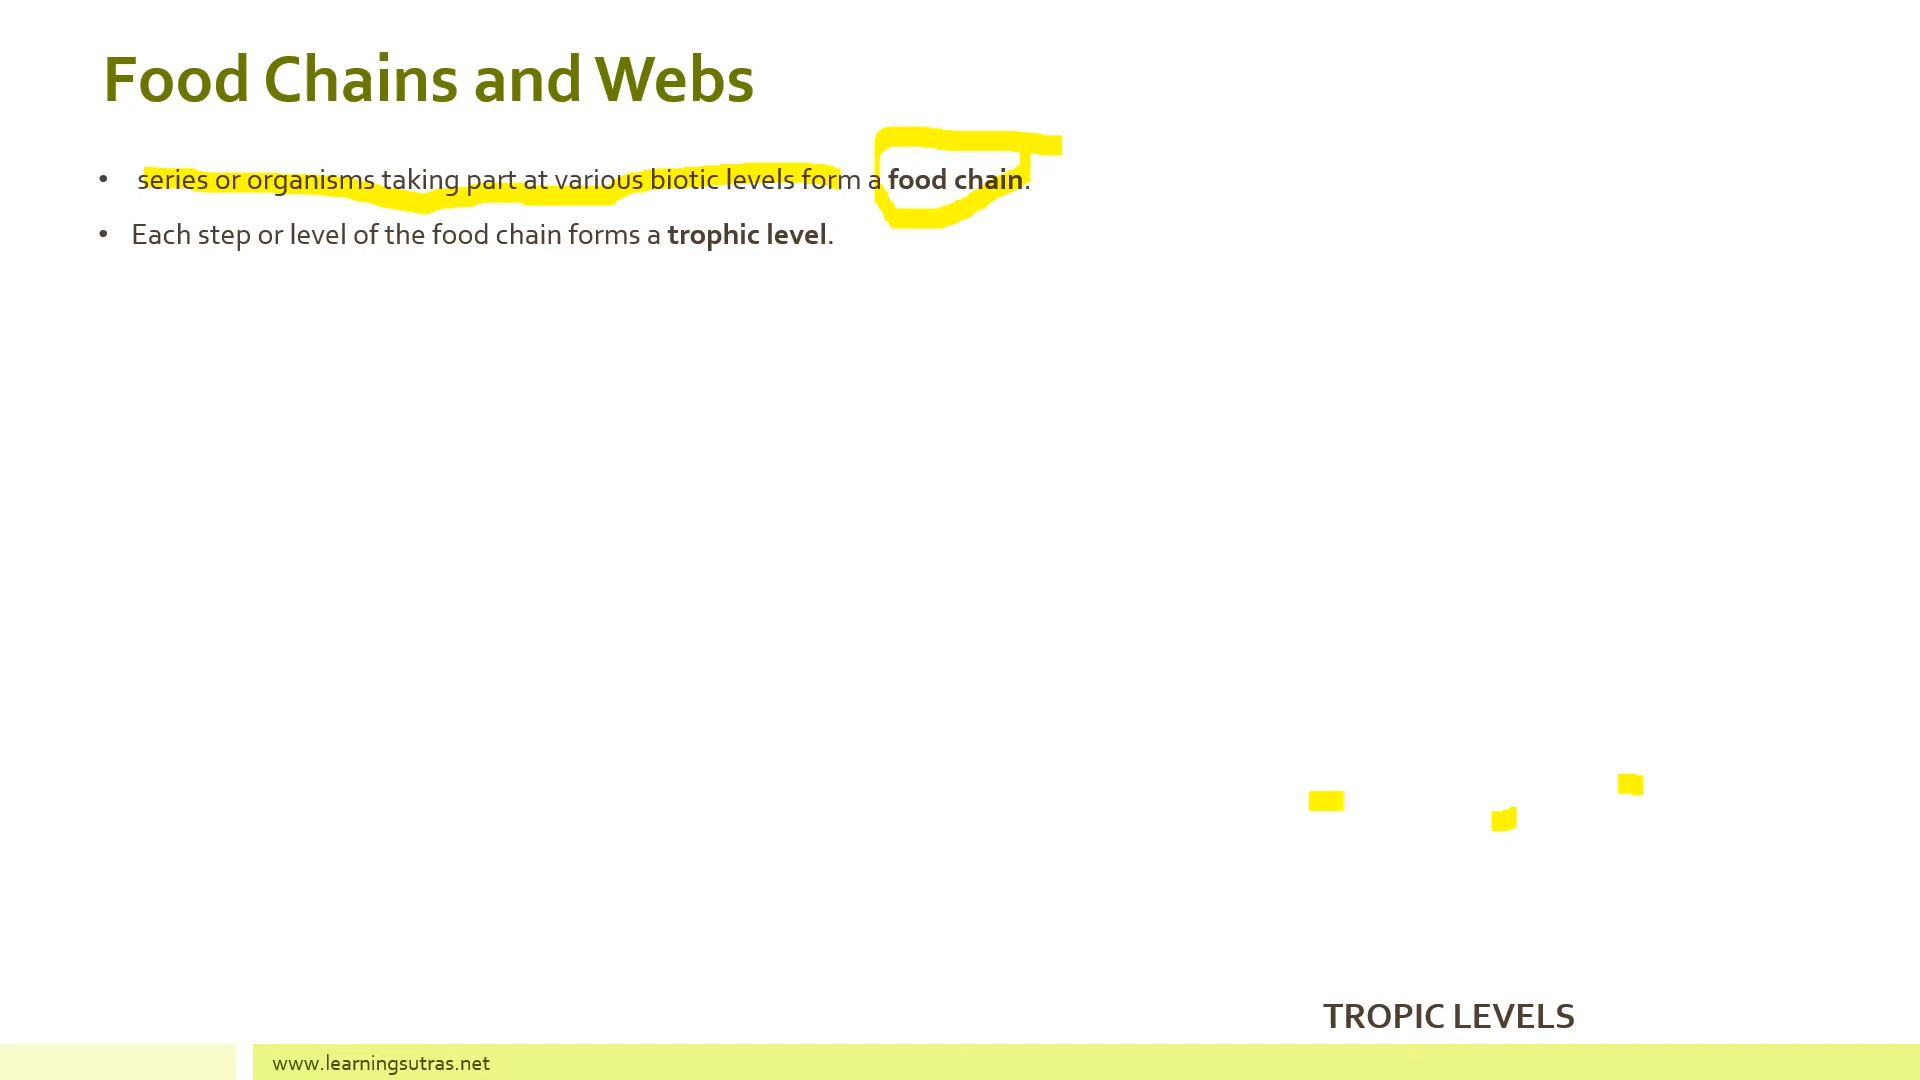 Food Chains and Webs
• series or organisms taking part at various biotic levels form a food chain.
• Each step or level of the food chain forms a trophic level.
TROPIC LEVELS
www.learningsutras.net